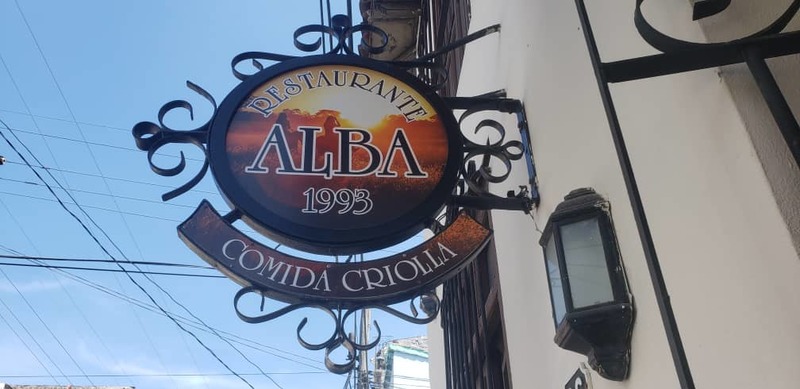 RESTAURANTE
ALBA
1993
COMIDA CRIOLLA